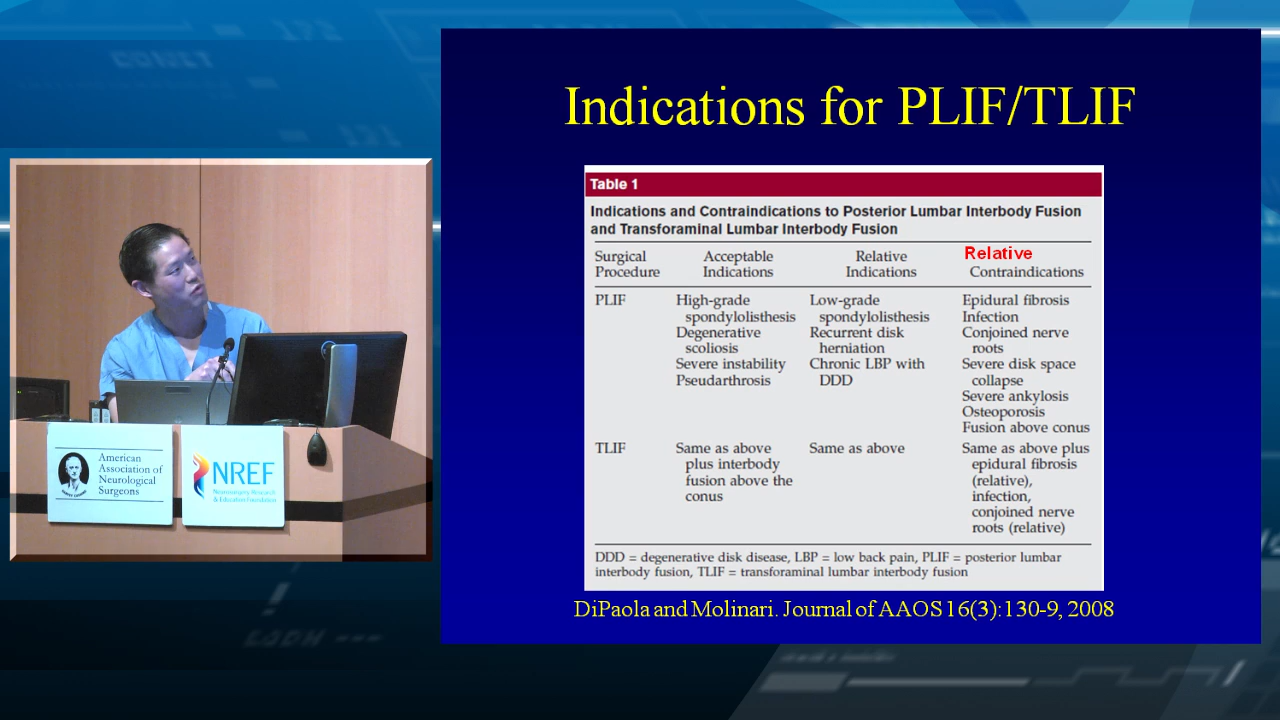 Indications for PLIF/TLIF
Table 1
Indications and Contraindications to Posterior Lumbar Interbody Fusion
and Transforaminal Lumbar Interbody Fusion
Surgical Procedure
Acceptable Indications
Relative Indications
Relative
Contraindications
PLIF
High-grade
spondylolisthesis
Degenerative
scoliosis
Severe instability
Pseudarthrosis
Low-grade
spondylolisthesis
Recurrent disk
herniation
Chronic LBP with
DDD
Epidural fibrosis
Infection
Conjoined nerve
roots
Severe disk space
collapse
Severe ankylosis
Osteoporosis
Fusion above conus
TLIF
Same as above
plus interbody
fusion above the
conus
Same as above
Same as above plus
epidural fibrosis
(relative),
infection,
conjoined nerve
roots (relative)
DDD = degenerative disk disease, LBP = low back pain, PLIF = posterior lumbar
interbody fusion, TLIF = transforaminal lumbar interbody fusion
DiPaola and Molinari. Journal of AAOS 16(3):130-9, 2008
American
Association of
Neurological
Surgeons
NREF
Neurosurgery Research
& Education Foundation